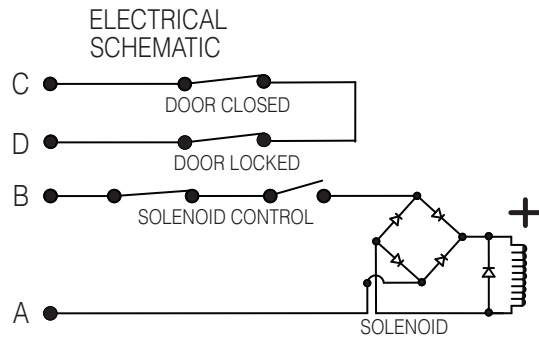 ELECTRICAL
SCHEMATIC
C
DOOR CLOSED
D
DOOR LOCKED
B
SOLENOID CONTROL
+
A
SOLENOID